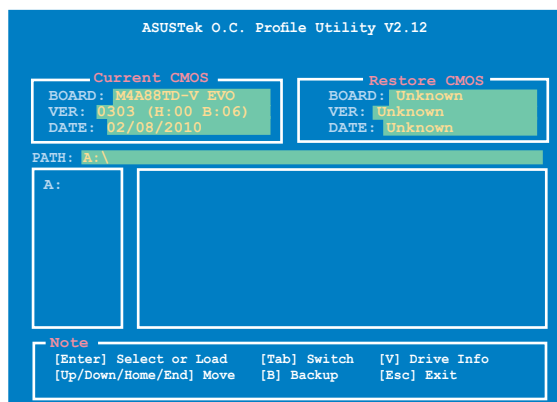 ASUSTek O.C. Profile Utility V2.12
Current CMOS
BOARD: M4A88TD-V EVO
VER: 0303 (H:00 B:06)
DATE: 02/08/2010
Restore CMOS
BOARD: Unknown
VER: Unknown
DATE: Unknown
PATH: A:\
A:
Note
[Enter] Select or Load [Tab] Switch [V] Drive Info
[Up/Down/Home/End] Move [B] Backup [Esc] Exit